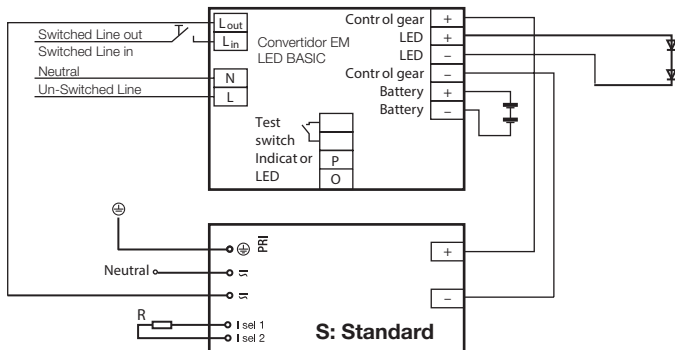 Switched Line out
Switched Line in
Neutral
Un-Switched Line
Lout
Lin
N
L
Convertidor EM
LED BASIC
Control gear +
LED +
LED –
Control gear –
Battery +
Battery –
Test
switch
Indicator
LED
P
O
PRI
Neutral
R
I sel 1
I sel 2
+
–
S: Standard